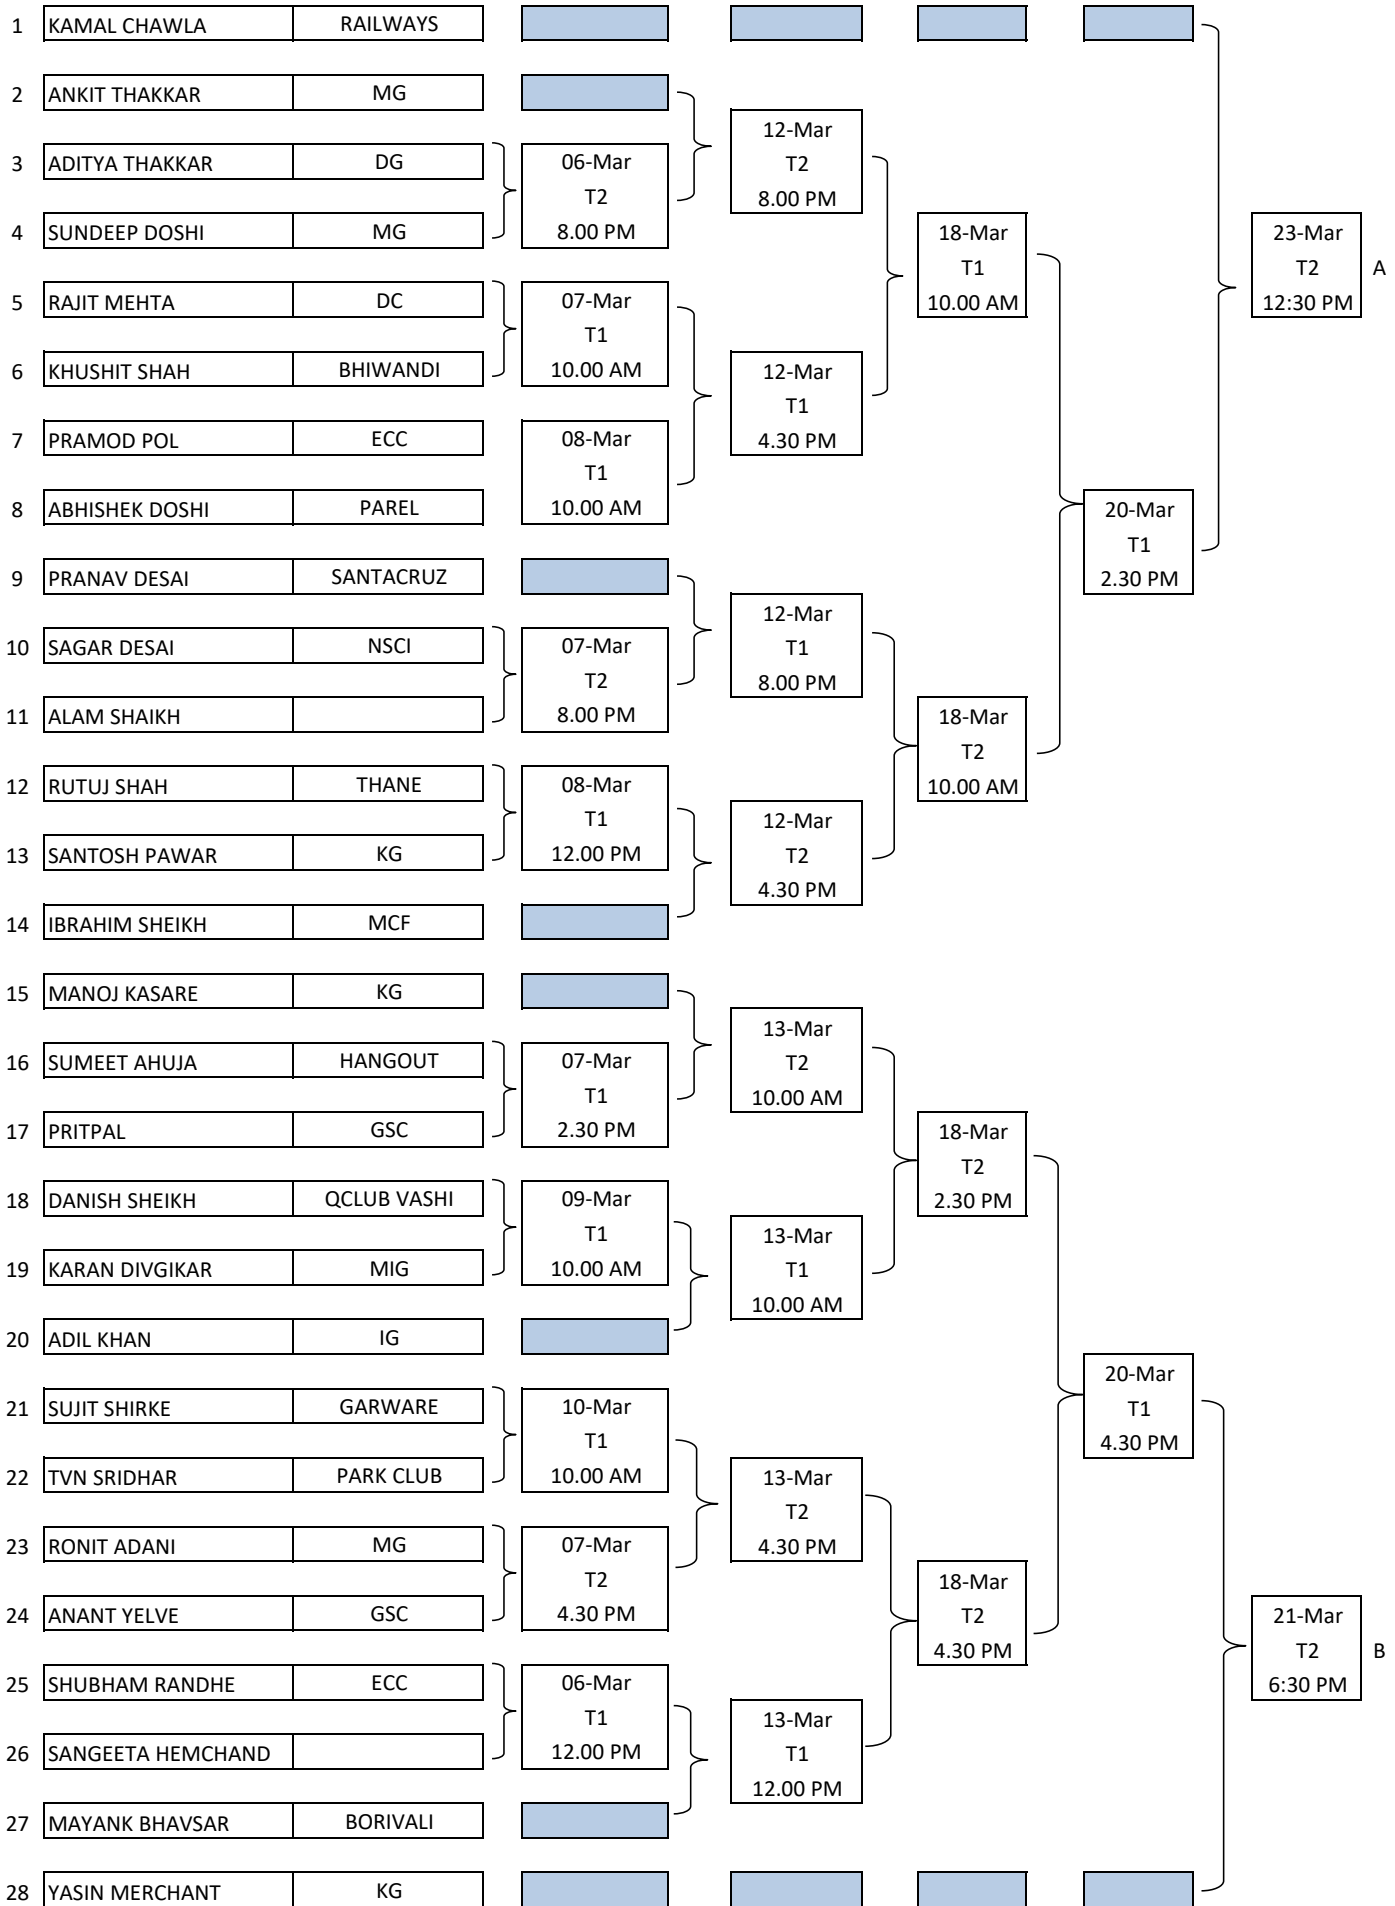 1 KAMAL CHAWLA RAILWAYS
2 ANKIT THAKKAR MG
12-Mar
3 ADITYA THAKKAR DG 06-Mar T2
T2 8.00 PM
4 SUNDEEP DOSHI MG 8.00 PM 18-Mar 23-Mar
T1 T2 A
5 RAJIT MEHTA DC 07-Mar 10.00 AM 12:30 PM
T1
6 KHUSHIT SHAH BHIWANDI 10.00 AM 12-Mar
T1
7 PRAMOD POL ECC 08-Mar 4.30 PM
T1
8 ABHISHEK DOSHI PAREL 10.00 AM 20-Mar
T1
9 PRANAV DESAI SANTACRUZ 2.30 PM
12-Mar
10 SAGAR DESAI NSCI 07-Mar T1
T2 8.00 PM
11 ALAM SHAIKH 8.00 PM 18-Mar
T2
12 RUTUJ SHAH THANE 08-Mar 10.00 AM
T1 12-Mar
13 SANTOSH PAWAR KG 12.00 PM T2
4.30 PM
14 IBRAHIM SHEIKH MCF
15 MANOJ KASARE KG
13-Mar
16 SUMEET AHUJA HANGOUT 07-Mar T2
T1 10.00 AM
17 PRITPAL GSC 2.30 PM 18-Mar
T2
18 DANISH SHEIKH QCLUB VASHI 09-Mar 2.30 PM
T1 13-Mar
19 KARAN DIVGIKAR MIG 10.00 AM T1
10.00 AM
20 ADIL KHAN IG
20-Mar
21 SUJIT SHIRKE GARWARE 10-Mar T1
T1 4.30 PM
22 TVN SRIDHAR PARK CLUB 10.00 AM 13-Mar
T2
23 RONIT ADANI MG 07-Mar 4.30 PM
T2 18-Mar
24 ANANT YELVE GSC 4.30 PM T2 21-Mar
4.30 PM T2 B
25 SHUBHAM RANDHE ECC 06-Mar 6:30 PM
T1 13-Mar
26 SANGEETA HEMCHAND 12.00 PM T1
12.00 PM
27 MAYANK BHAVSAR BORIVALI
28 YASIN MERCHANT KG